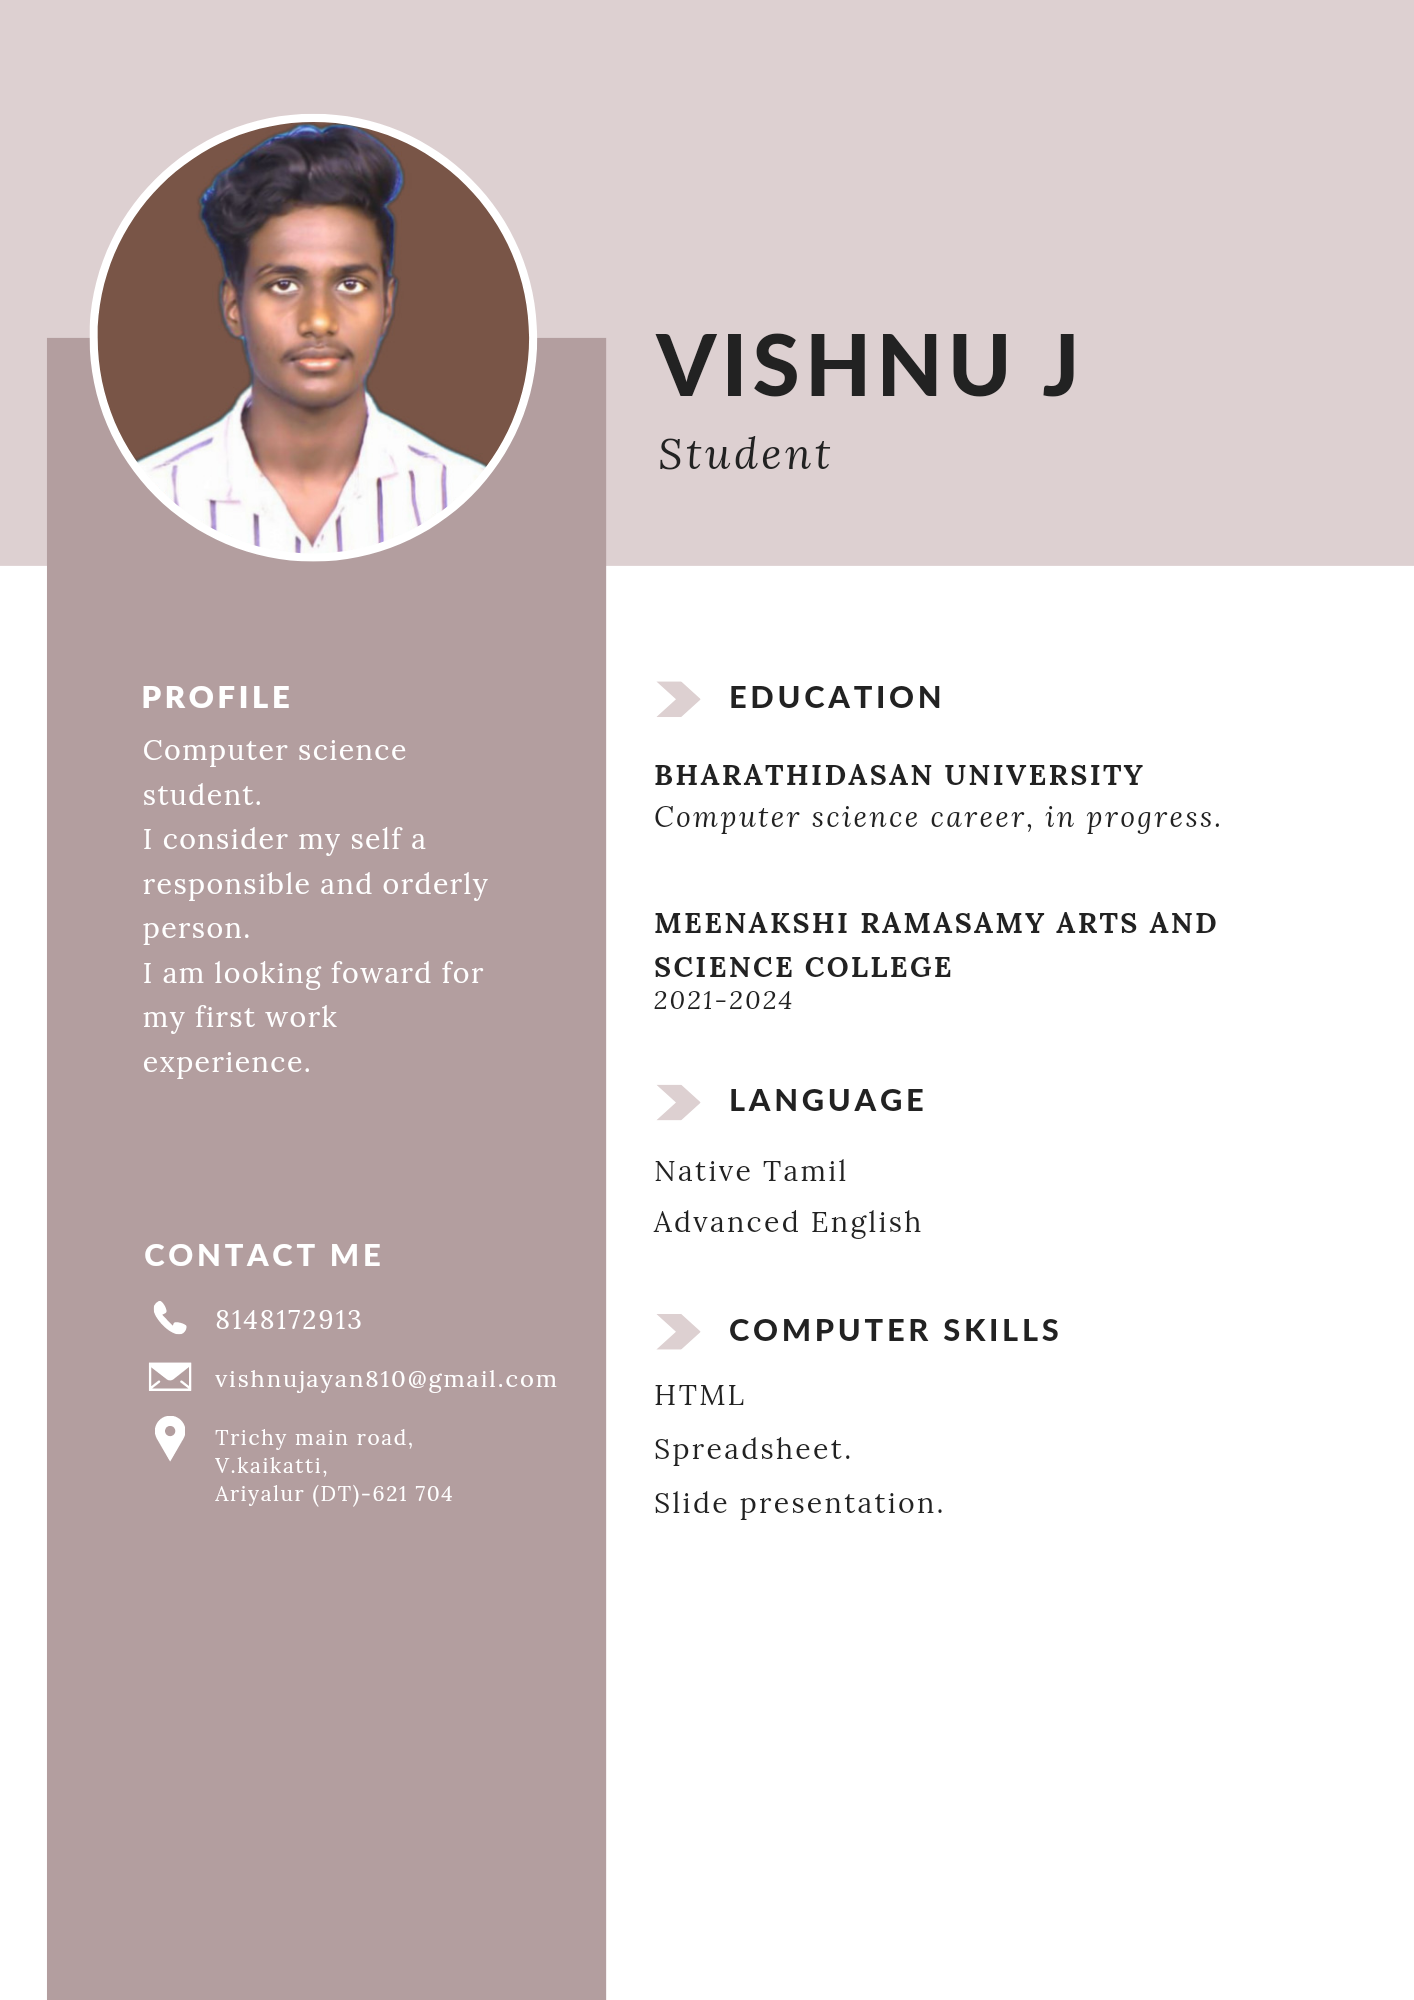 VISHNU J
Student
PROFILE
Computer science
student.
I consider my self a
responsible and orderly
person.
I am looking foward for
my first work
experience.
CONTACT ME
8148172913
vishnujayan810@gmail.com
Trichy main road,
V.kaikatti,
Ariyalur (DT)-621 704
EDUCATION
BHARATHIDASAN UNIVERSITY
Computer science career, in progress.
MEENAKSHI RAMASAMY ARTS AND
SCIENCE COLLEGE
2021-2024
LANGUAGE
Native Tamil
Advanced English
COMPUTER SKILLS
HTML
Spreadsheet.
Slide presentation.